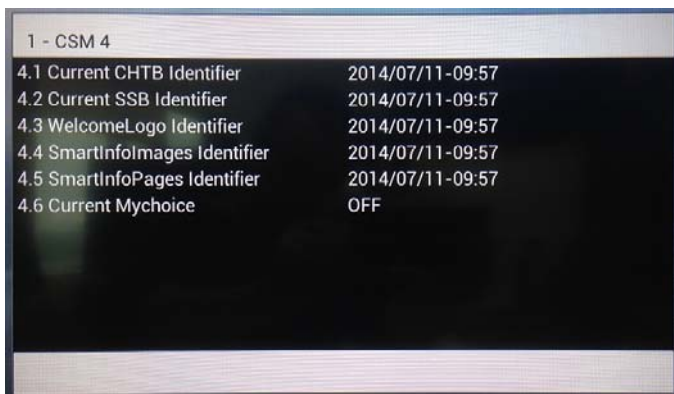 1 - CSM 4
4.1 Current CHTB Identifier 2014/07/11-09:57
4.2 Current SSB Identifier 2014/07/11-09:57
4.3 WelcomeLogo Identifier 2014/07/11-09:57
4.4 SmartInfoImages Identifier 2014/07/11-09:57
4.5 SmartInfoPages Identifier 2014/07/11-09:57
4.6 Current Mychoice OFF